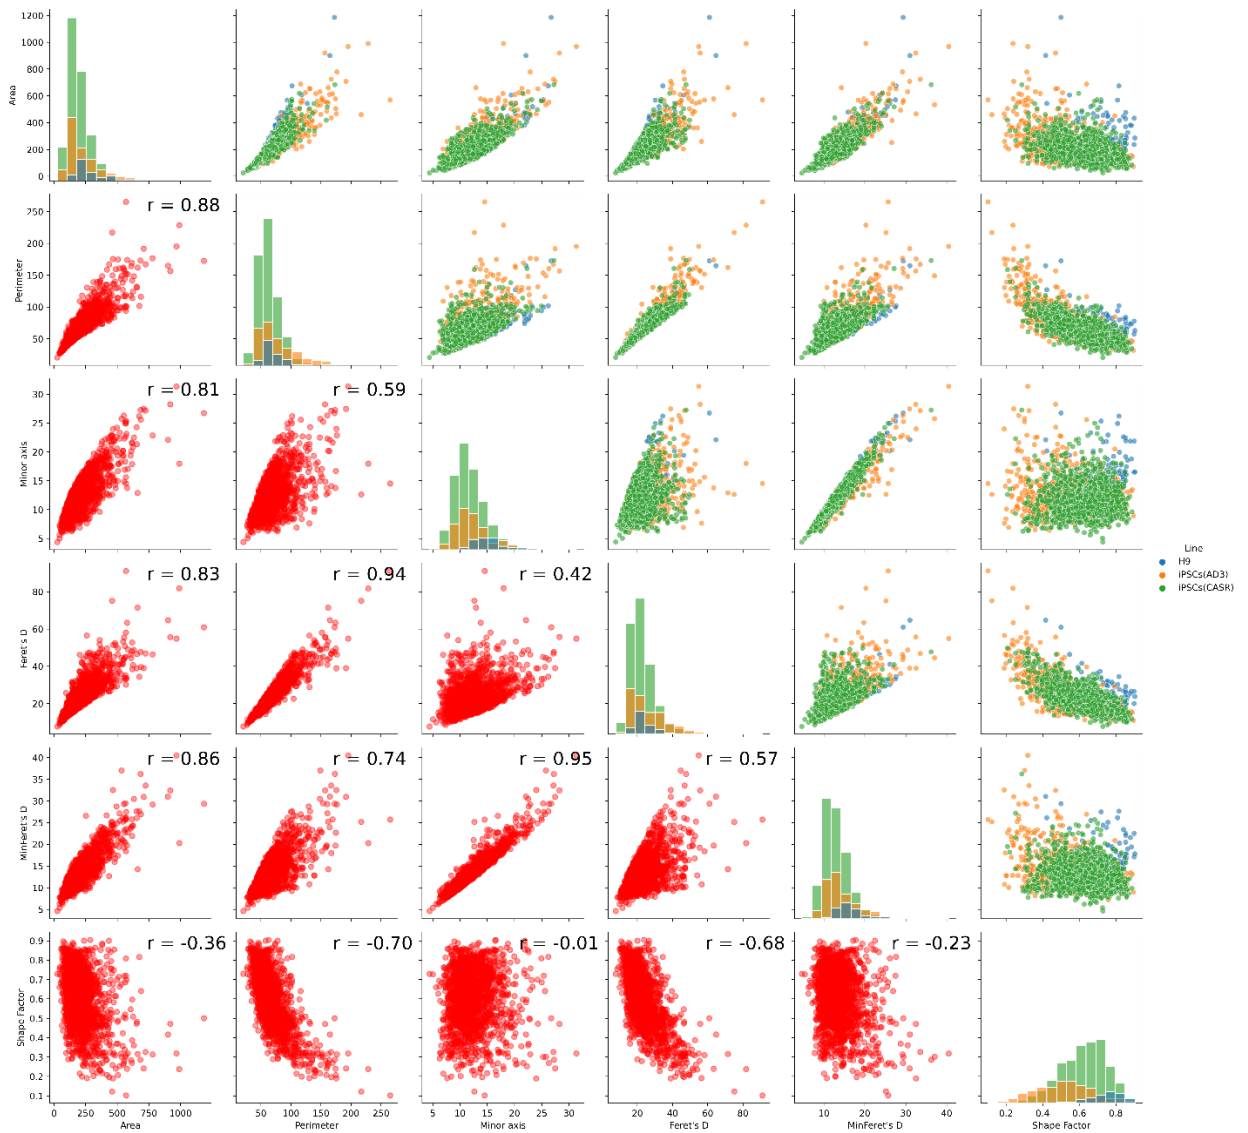 1200
1000
800
600
400
200
0
Area
r = 0.88
250
200
150
100
50
Perimeter
r = 0.81
r = 0.59
30
25
20
15
10
5
Minor axis
r = 0.83
r = 0.94
r = 0.42
80
60
40
20
Feret's D
Line
H9
iPSCs(AD3)
iPSCs(CASR)
r = 0.86
r = 0.74
r = 0.95
r = 0.57
40
35
30
25
20
15
10
5
MinFeret's D
r = -0.36
r = -0.70
r = -0.01
r = -0.68
r = -0.23
0.9
0.8
0.7
0.6
0.5
0.4
0.3
0.2
0.1
Shape Factor
0 250 500 750 1000
50 100 150 200 250
5 10 15 20 25 30
20 40 60 80
10 20 30 40
0.2 0.4 0.6 0.8
Area
Perimeter
Minor axis
Feret's D
MinFeret's D
Shape Factor